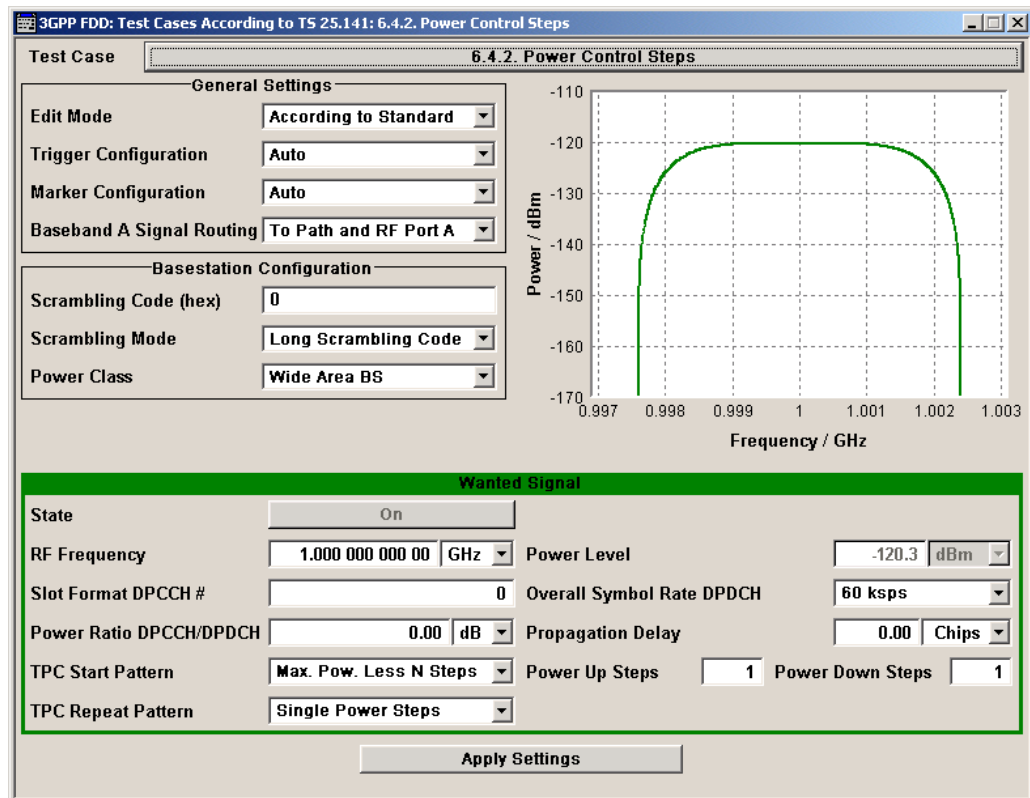 3GPP FDD: Test Cases According to TS 25.141: 6.4.2. Power Control Steps
Test Case 6.4.2. Power Control Steps
General Settings
Edit Mode According to Standard
Trigger Configuration Auto
Marker Configuration Auto
Baseband A Signal Routing To Path and RF Port A
Basestation Configuration
Scrambling Code (hex) 0
Scrambling Mode Long Scrambling Code
Power Class Wide Area BS
Power / dBm
-110
-120
-130
-140
-150
-160
-170
0.997 0.998 0.999 1 1.001 1.002 1.003
Frequency / GHz
Wanted Signal
State On
RF Frequency 1.000 000 000 00 GHz Power Level -120.3 dBm
Slot Format DPCCH # 0 Overall Symbol Rate DPDCH 60 ksps
Power Ratio DPCCH/DPDCH 0.00 dB Propagation Delay 0.00 Chips
TPC Start Pattern Max. Pow. Less N Steps Power Up Steps 1 Power Down Steps 1
TPC Repeat Pattern Single Power Steps
Apply Settings